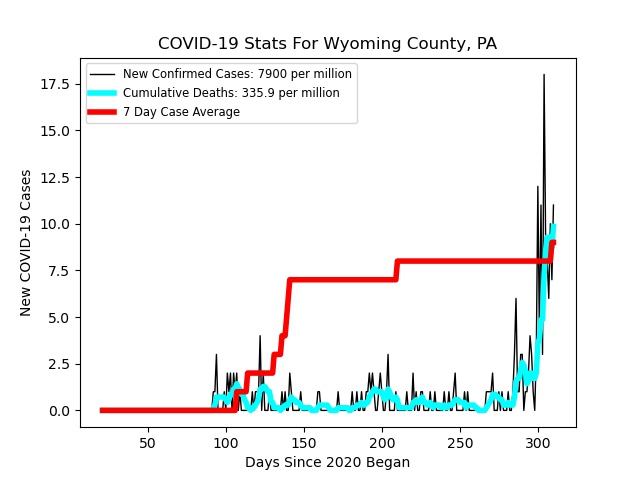 COVID-19 Stats For Wyoming County, PA
New Confirmed Cases: 7900 per million
Cumulative Deaths: 335.9 per million
7 Day Case Average
New COVID-19 Cases
17.5
15.0
12.5
10.0
7.5
5.0
2.5
0.0
50 100 150 200 250 300
Days Since 2020 Began